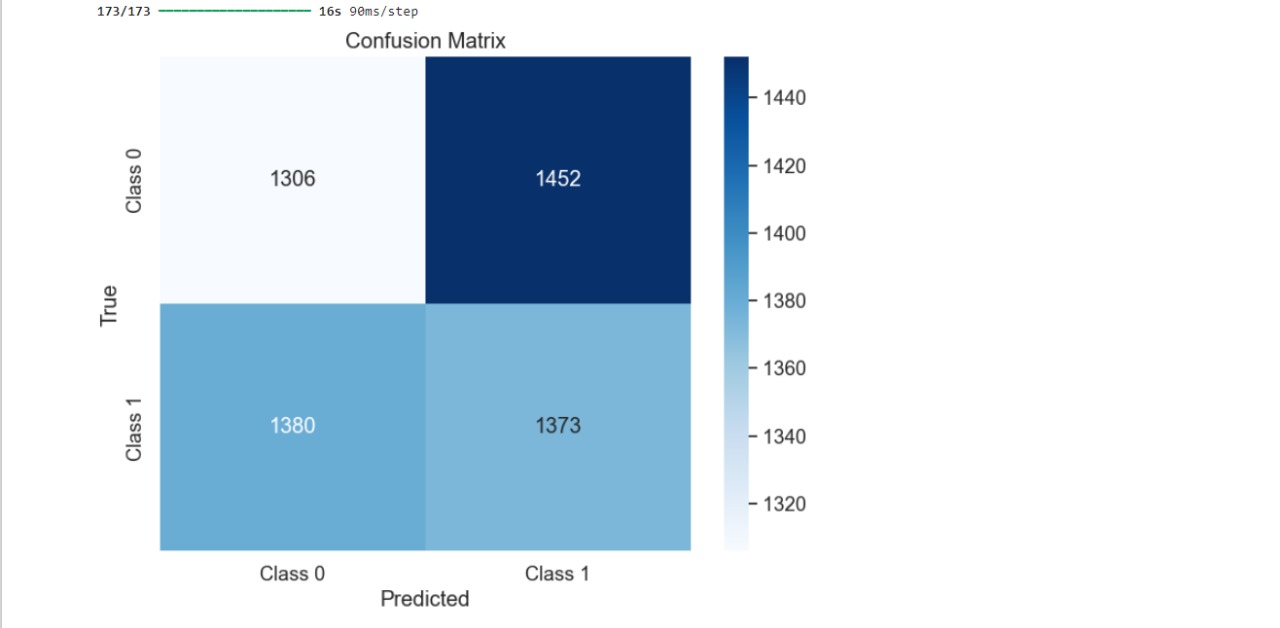 173/173 ━━━━━━━━━━━━━━━━━━━━ 16s 90ms/step
Confusion Matrix
1440
1420
1400
1380
1360
1340
1320
True
Class 0
1306
1452
Class 1
1380
1373
Class 0
Class 1
Predicted